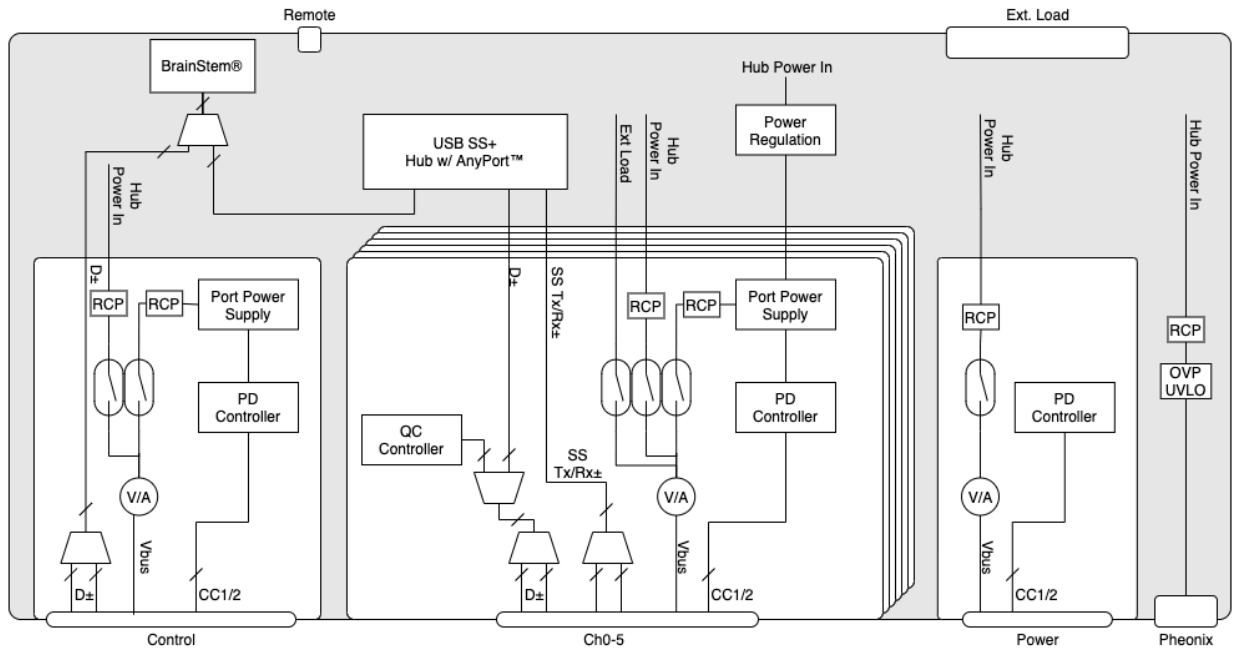 Remote
Ext. Load
BrainStem®
Hub Power In
USB SS+
Hub w/ AnyPort™
Power
Regulation
Hub
Power In
Ext Load
Hub
Power In
Hub
Power In
Hub Power In
D±
RCP
RCP
Port Power
Supply
PD
Controller
V/A
Vbus
D±
CC1/2
Control
D±
SS Tx/Rx±
RCP
RCP
Port Power
Supply
PD
Controller
QC
Controller
SS
Tx/Rx±
V/A
Vbus
D±
CC1/2
Ch0-5
RCP
PD
Controller
V/A
Vbus
CC1/2
Power
RCP
OVP
UVLO
Pheonix